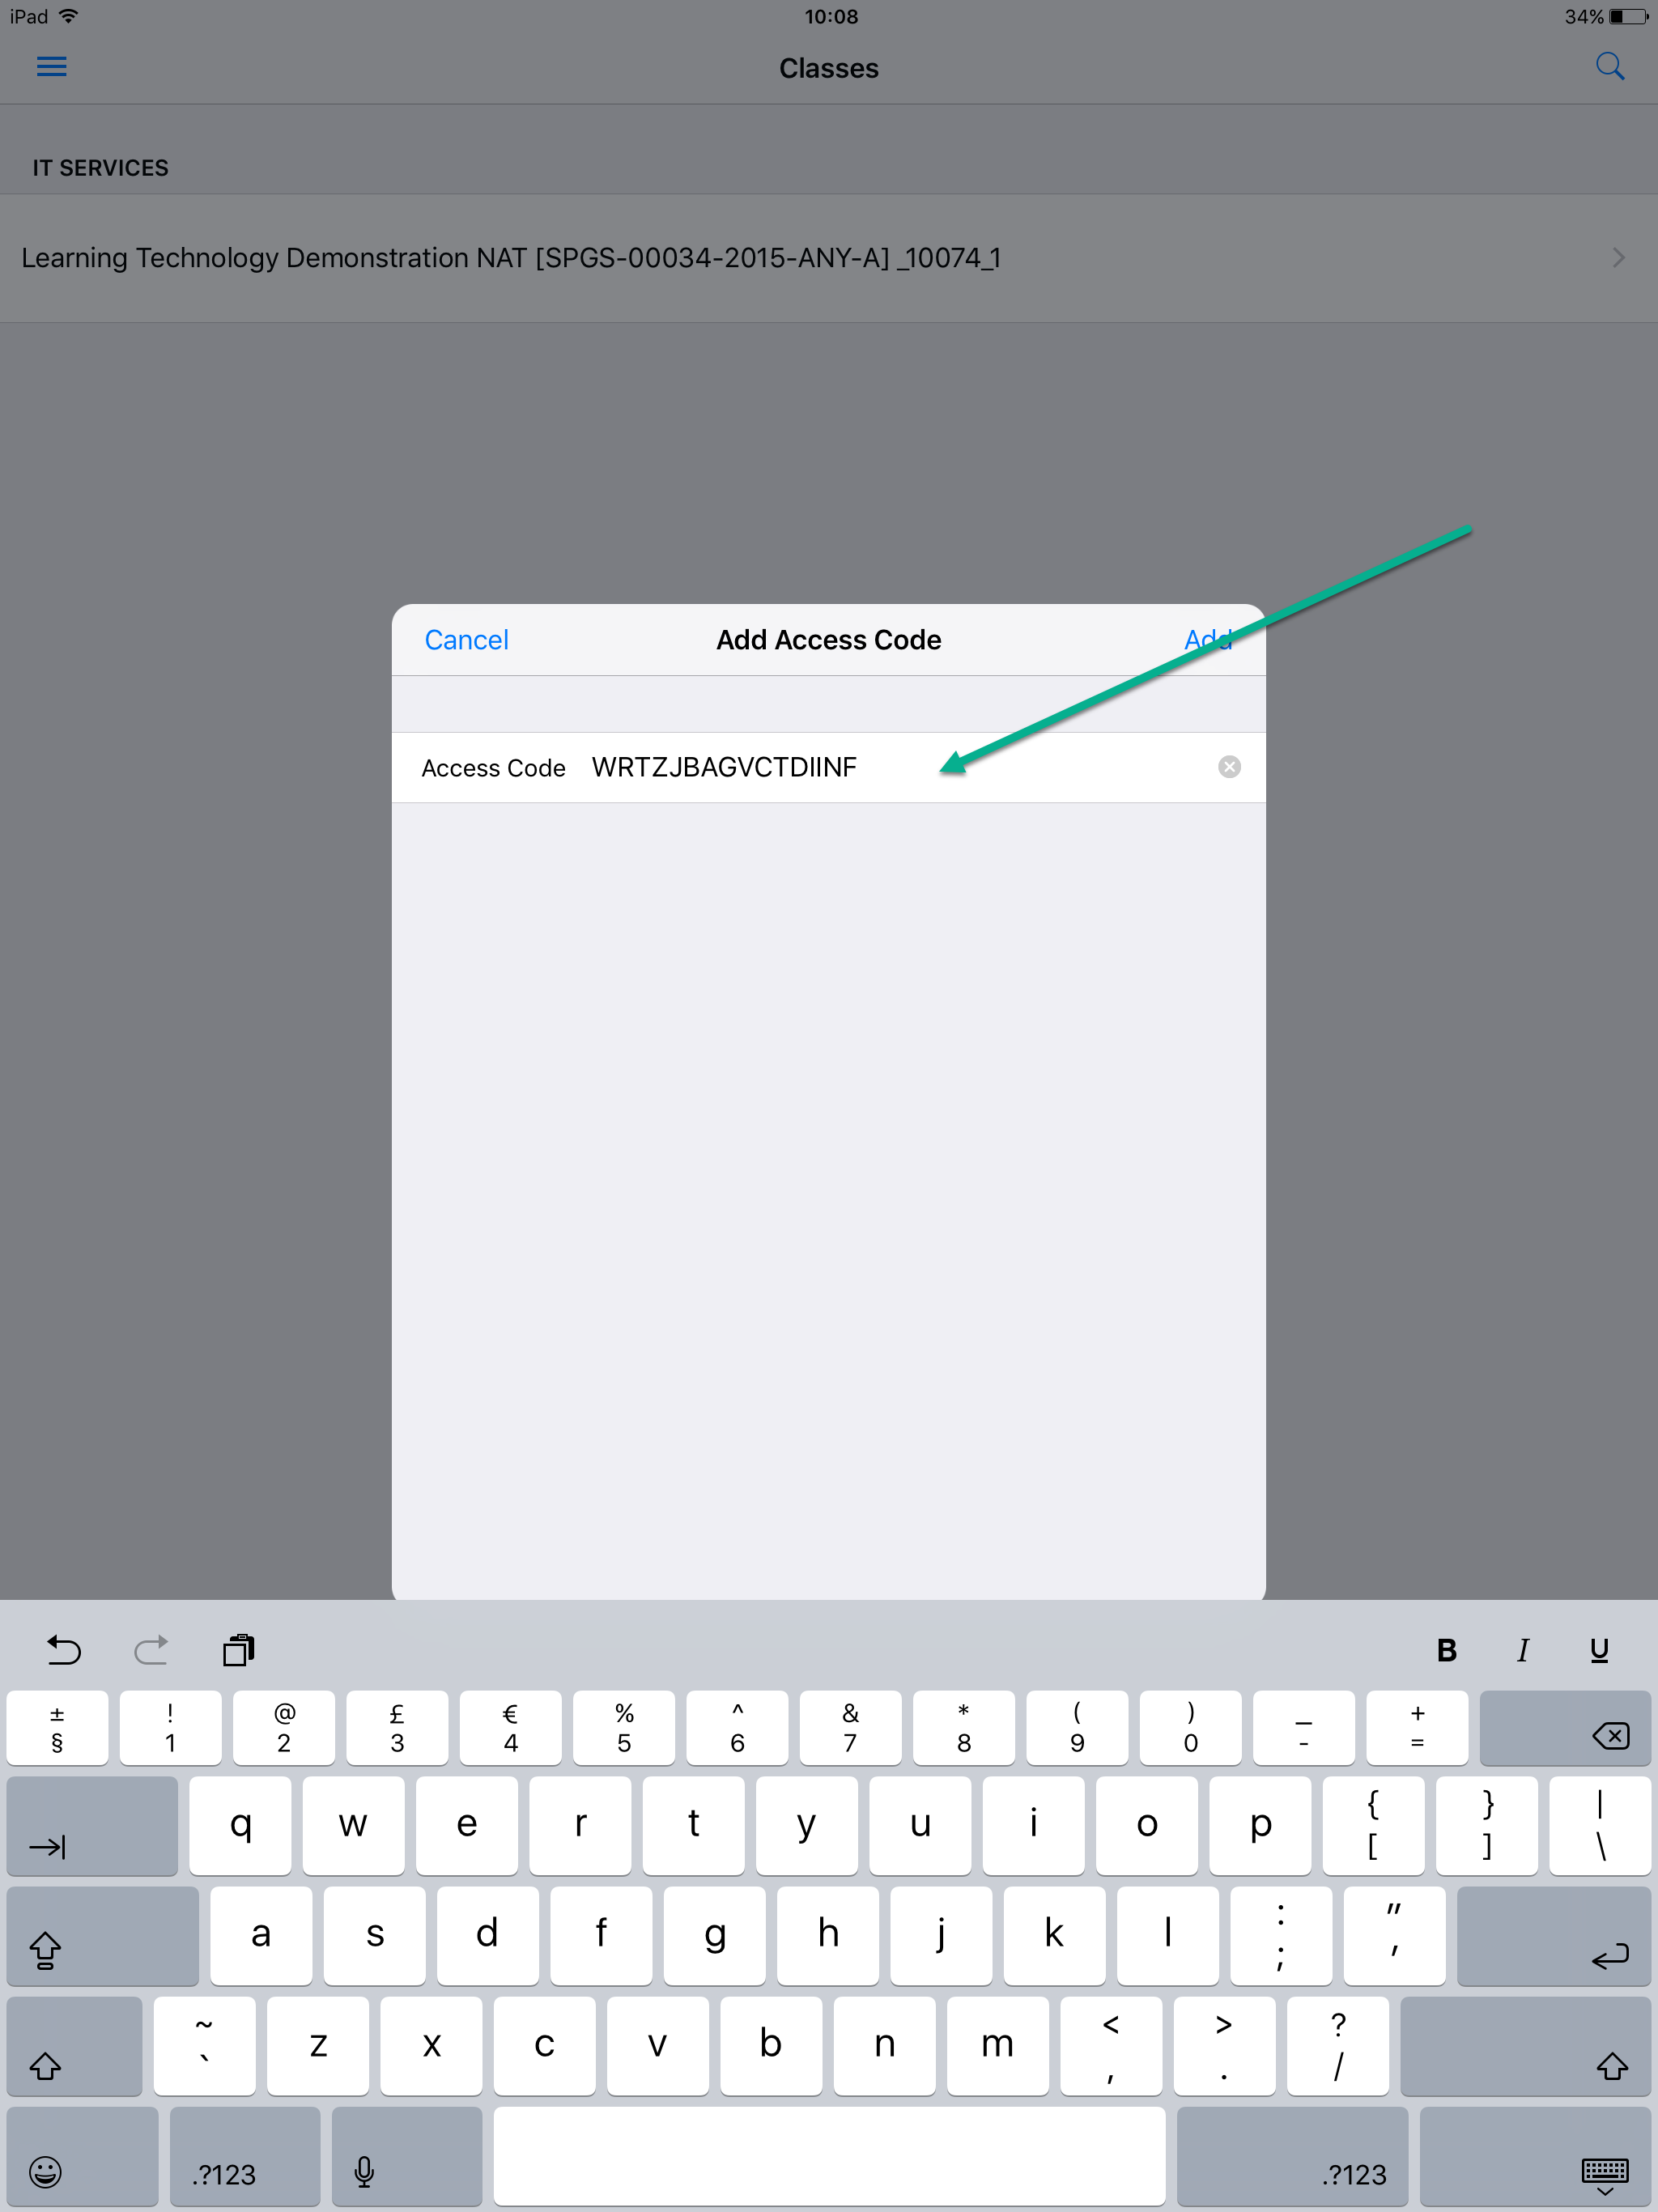 iPad 10:08 34%
Classes
IT SERVICES
Learning Technology Demonstration NAT [SPGS-00034-2015-ANY-A] _10074_1
Cancel Add Access Code Add
Access Code WRTZJBAGVCTDIINF
B I U
± ! @ £ € % ^ & * ( ) _ +
§ 1 2 3 4 5 6 7 8 9 0 - =
q w e r t y u i o p { } |
[ ] \
a s d f g h j k l : "
; '
~ z x c v b n m < > ?
` , . /
.?123 .?123